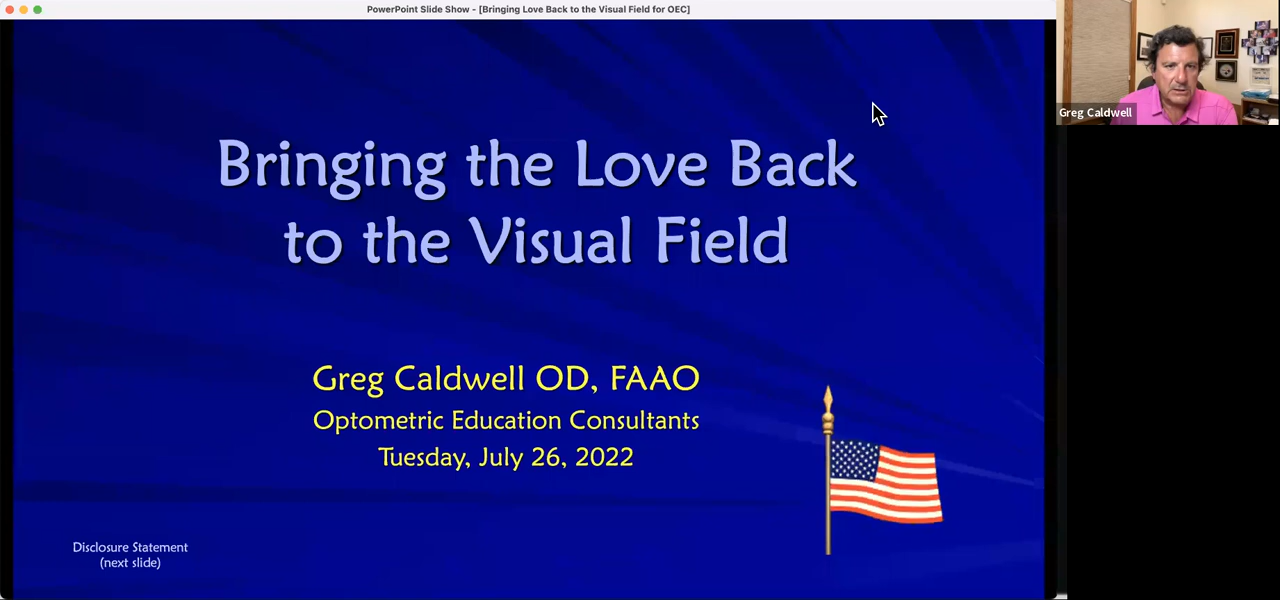 PowerPoint Slide Show - [Bringing Love Back to the Visual Field for OEC]
Bringing the Love Back
to the Visual Field
Greg Caldwell OD, FAAO
Optometric Education Consultants
Tuesday, July 26, 2022
Disclosure Statement
(next slide)
Greg Caldwell